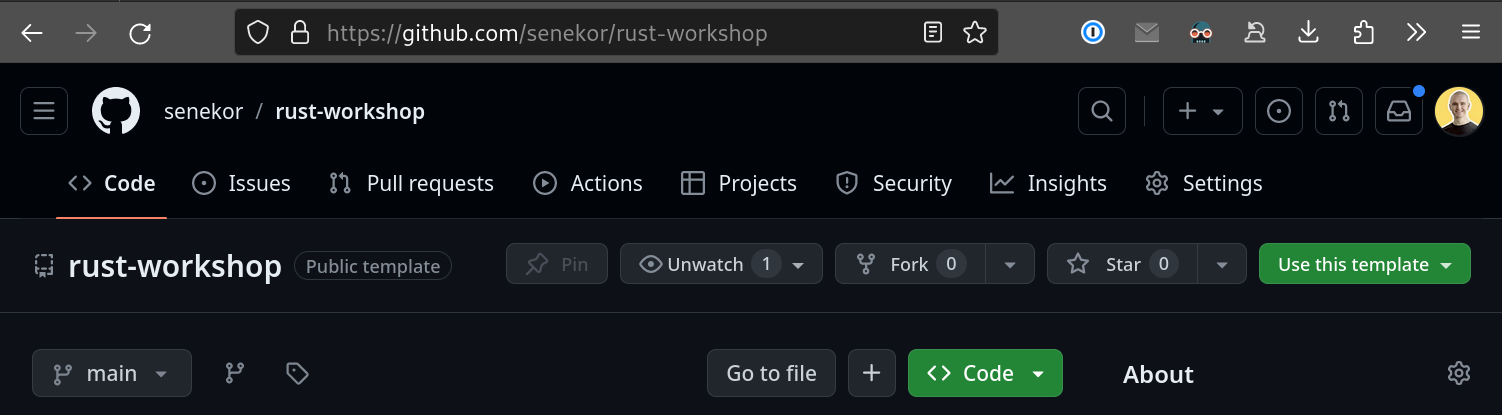 https://github.com/senekor/rust-workshop
senekor / rust-workshop
Code Issues Pull requests Actions Projects Security Insights Settings
rust-workshop Public template Pin Unwatch 1 Fork 0 Star 0 Use this template
main Go to file Code About